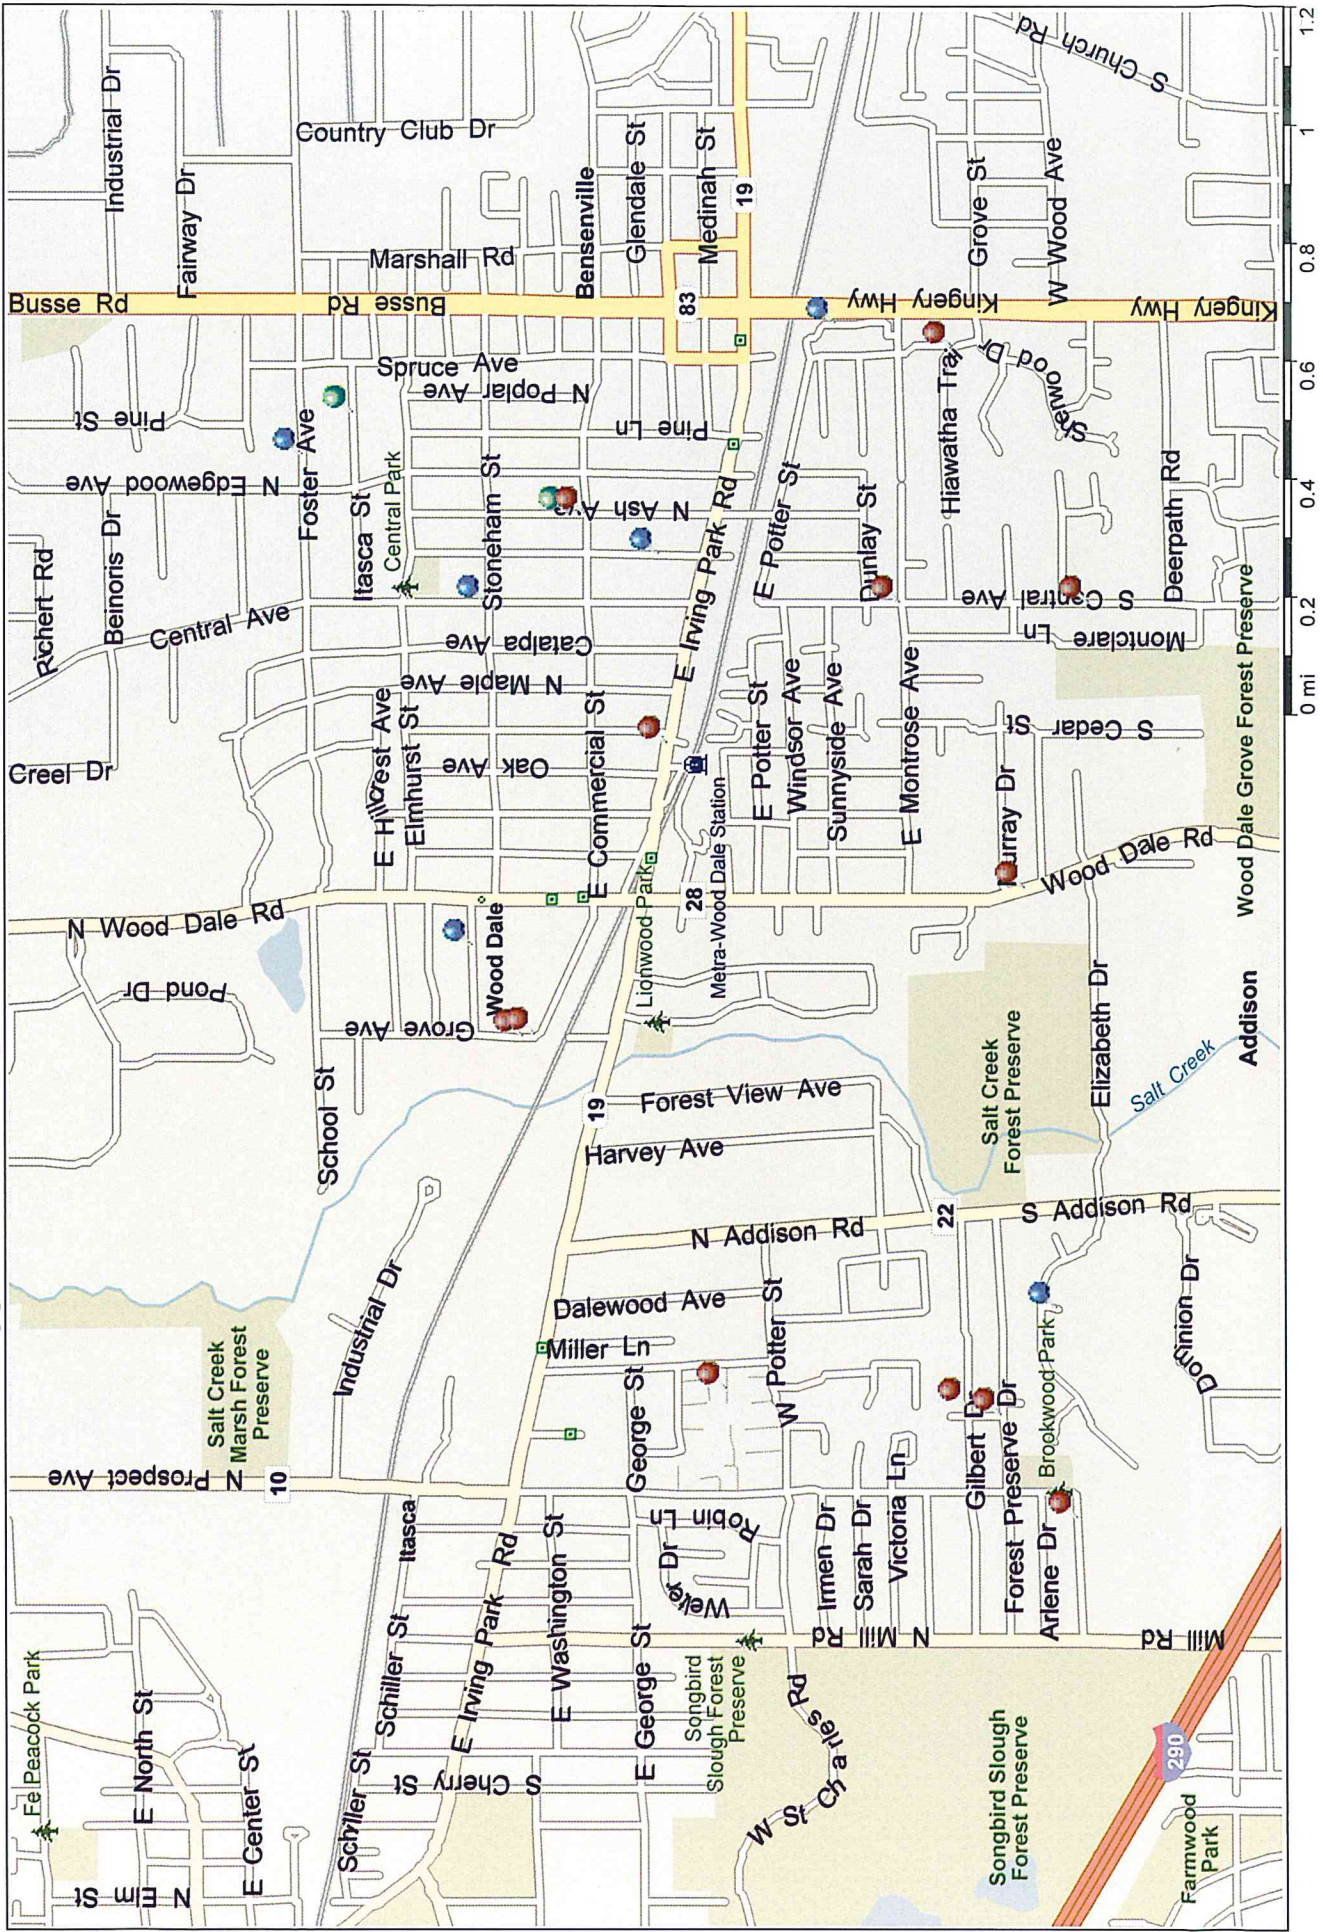 Industrial Dr
Country Club Dr
S Church Rd
Fairway Dr
Bensenville
Glendale St
Medinah St
19
Grove St
W Wood Ave
Marshall Rd
Busse Rd
Busse Rd
83
Kingery Hwy
Kingery Hwy
Spruce Ave
N Poplar Ave
Pine St
Pine Ln
Hiawatha Trail
Sherwood Dr
N Edgewood Ave
Foster Ave
Itasca St
Central Park
Stoneham St
N Ash Ave
E Irving Park Rd
E Potter St
Dunlay St
Deerpath Rd
Richert Rd
Beinoris Dr
Central Ave
Catalpa Ave
N Maple Ave
S Central Ave
Montclare Ln
Creel Dr
E Hillcrest Ave
Elmhurst St
Oak Ave
E Commercial St
E Potter St
Windsor Ave
Sunnyside Ave
E Montrose Ave
S Cedar St
Murray Dr
Wood Dale Grove Forest Preserve
Metra-Wood Dale Station
N Wood Dale Rd
Wood Dale
Lionwood Park
28
Wood Dale Rd
Pond Dr
Grove Ave
School St
19
Forest View Ave
Harvey Ave
Salt Creek
Forest Preserve
Elizabeth Dr
Salt Creek
Addison
Salt Creek
Marsh Forest
Preserve
Industrial Dr
N Addison Rd
22
S Addison Rd
Dalewood Ave
Miller Ln
George St
W Potter St
Brookwood Park
Dominion Dr
N Prospect Ave
10
Itasca
Robin Ln
Gilbert Dr
Forest Preserve Dr
Irmen Dr
Sarah Dr
Victoria Ln
Arlene Dr
Schiller St
E Irving Park Rd
E Washington St
E George St
N Mill Rd
Mill Rd
Fel Peacock Park
E North St
E Center St
N Elm St
Schiller St
S Cherry St
Songbird
Slough Forest
Preserve
W St Charles Rd
Songbird Slough
Forest Preserve
290
Farmwood
Park
0 mi
0.2
0.4
0.6
0.8
1
1.2